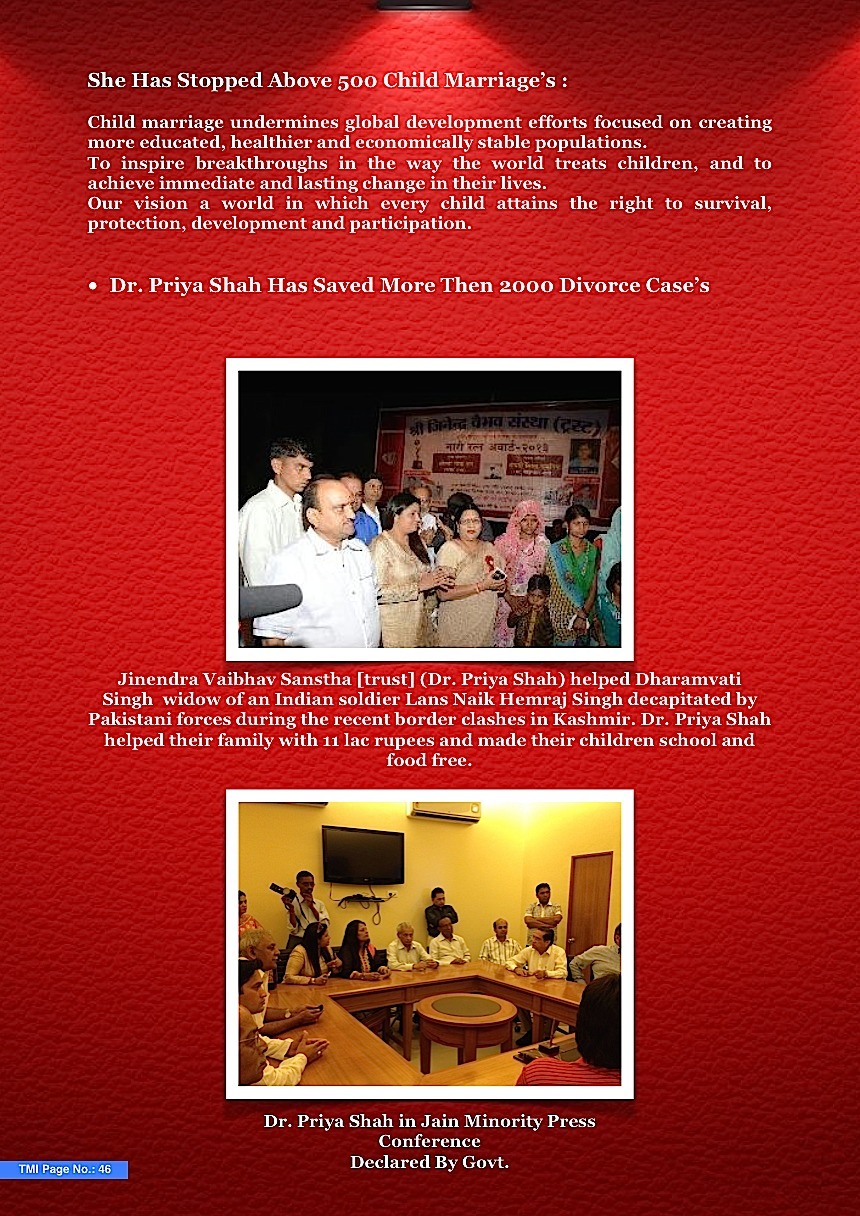 She Has Stopped Above 500 Child Marriage’s :
Child marriage undermines global development efforts focused on creating
more educated, healthier and economically stable populations.
To inspire breakthroughs in the way the world treats children, and to
achieve immediate and lasting change in their lives.
Our vision a world in which every child attains the right to survival,
protection, development and participation.
• Dr. Priya Shah Has Saved More Then 2000 Divorce Case’s
श्री जिनेन्द्र वैभव संस्था (ट्रस्ट)
नारी रत्न अवार्ड-२०१३
Jinendra Vaibhav Sanstha [trust] (Dr. Priya Shah) helped Dharamvati
Singh widow of an Indian soldier Lans Naik Hemraj Singh decapitated by
Pakistani forces during the recent border clashes in Kashmir. Dr. Priya Shah
helped their family with 11 lac rupees and made their children school and
food free.
Dr. Priya Shah in Jain Minority Press
Conference
Declared By Govt.
TMI Page No.: 46